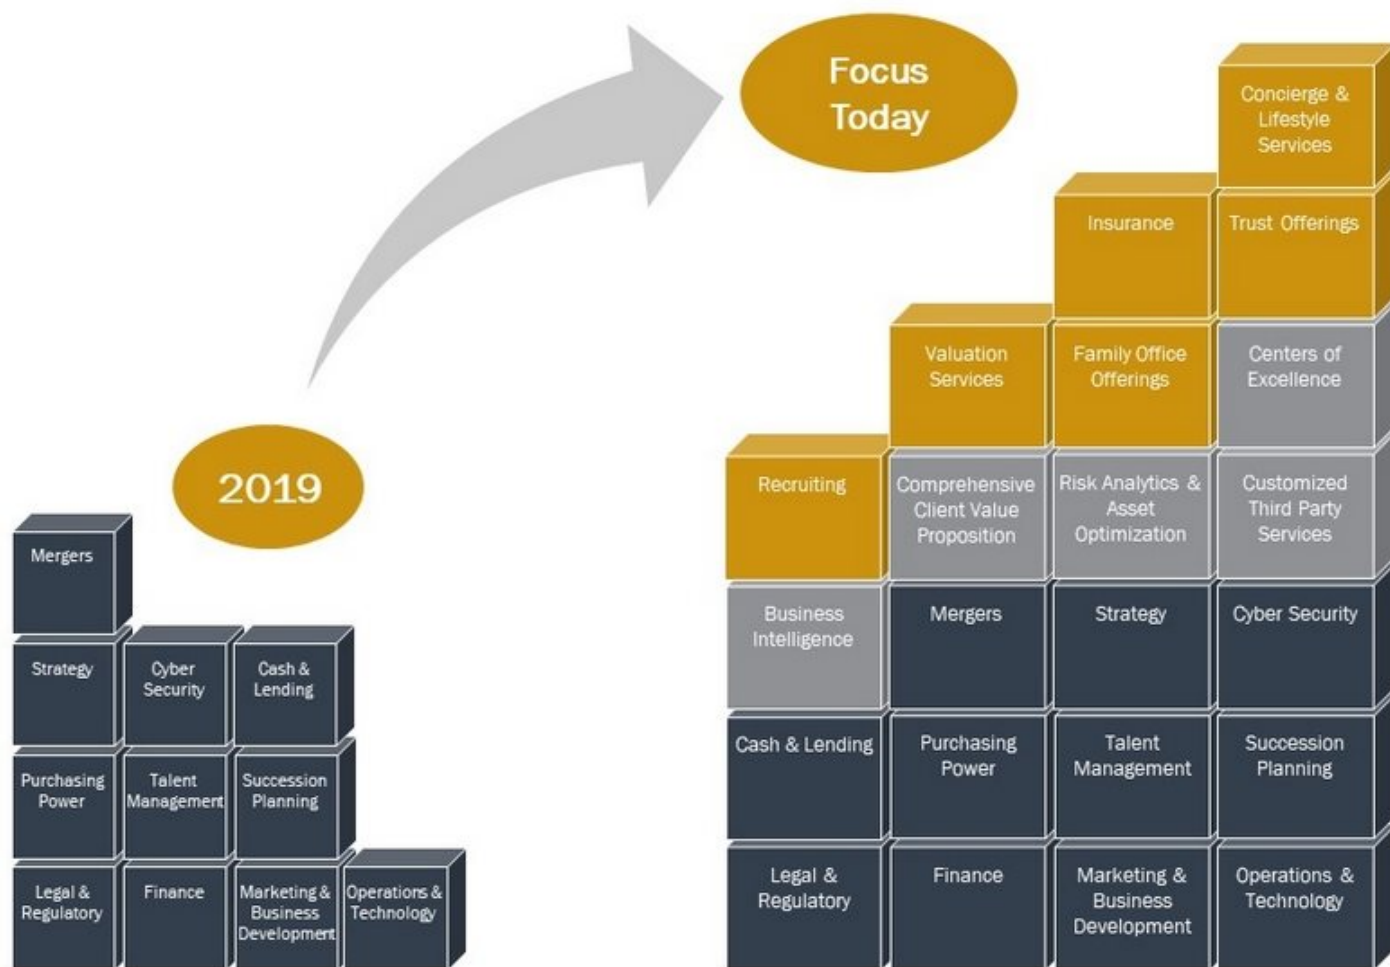 Focus
Today
Concierge &
Lifestyle
Services
Insurance
Trust Offerings
Valuation
Services
Family Office
Offerings
Centers of
Excellence
Recruiting
Comprehensive
Client Value
Proposition
Risk Analytics &
Asset
Optimization
Customized
Third Party
Services
Business
Intelligence
Mergers
Strategy
Cyber Security
Cash & Lending
Purchasing
Power
Talent
Management
Succession
Planning
Legal &
Regulatory
Finance
Marketing &
Business
Development
Operations &
Technology
2019
Mergers
Strategy
Cyber
Security
Cash &
Lending
Purchasing
Power
Talent
Management
Succession
Planning
Legal &
Regulatory
Finance
Marketing &
Business
Development
Operations &
Technology